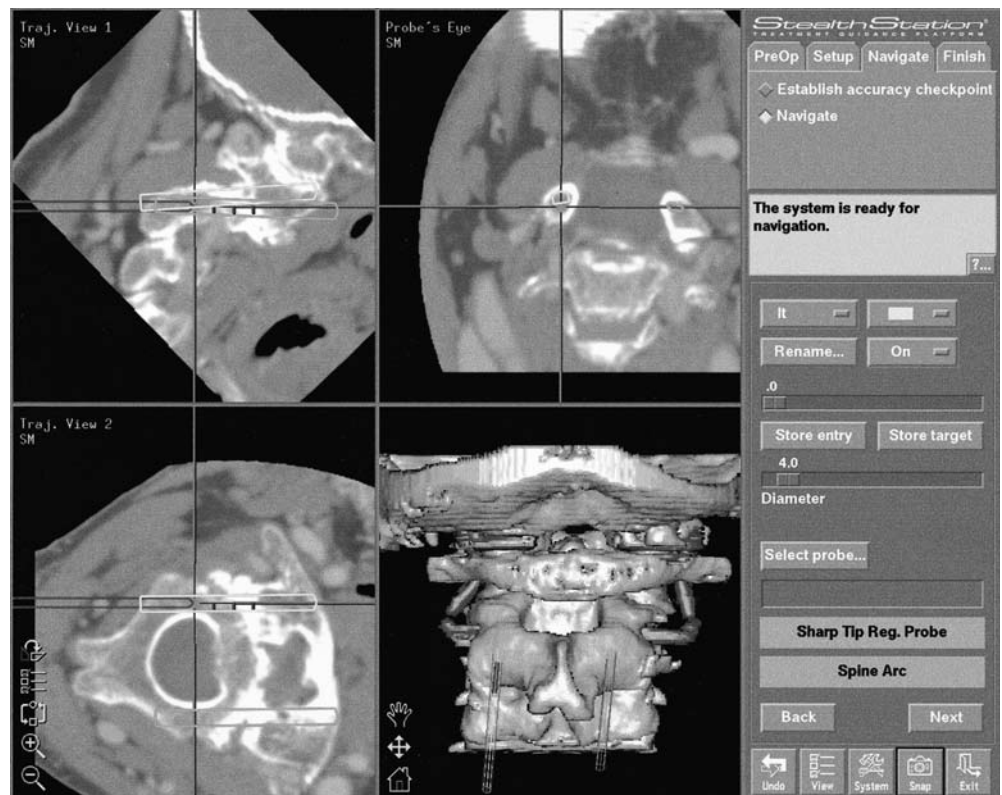 Traj. View 1
SM
Probe's Eye
SM
StealthStation®
TREATMENT GUIDANCE PLATFORM
PreOp Setup Navigate Finish
Establish accuracy checkpoint
Navigate
The system is ready for
navigation.
?...
It
Rename... On
.0
Store entry Store target
4.0
Diameter
Select probe...
Sharp Tip Reg. Probe
Spine Arc
Back Next
Undo View System Snap Exit
Traj. View 2
SM